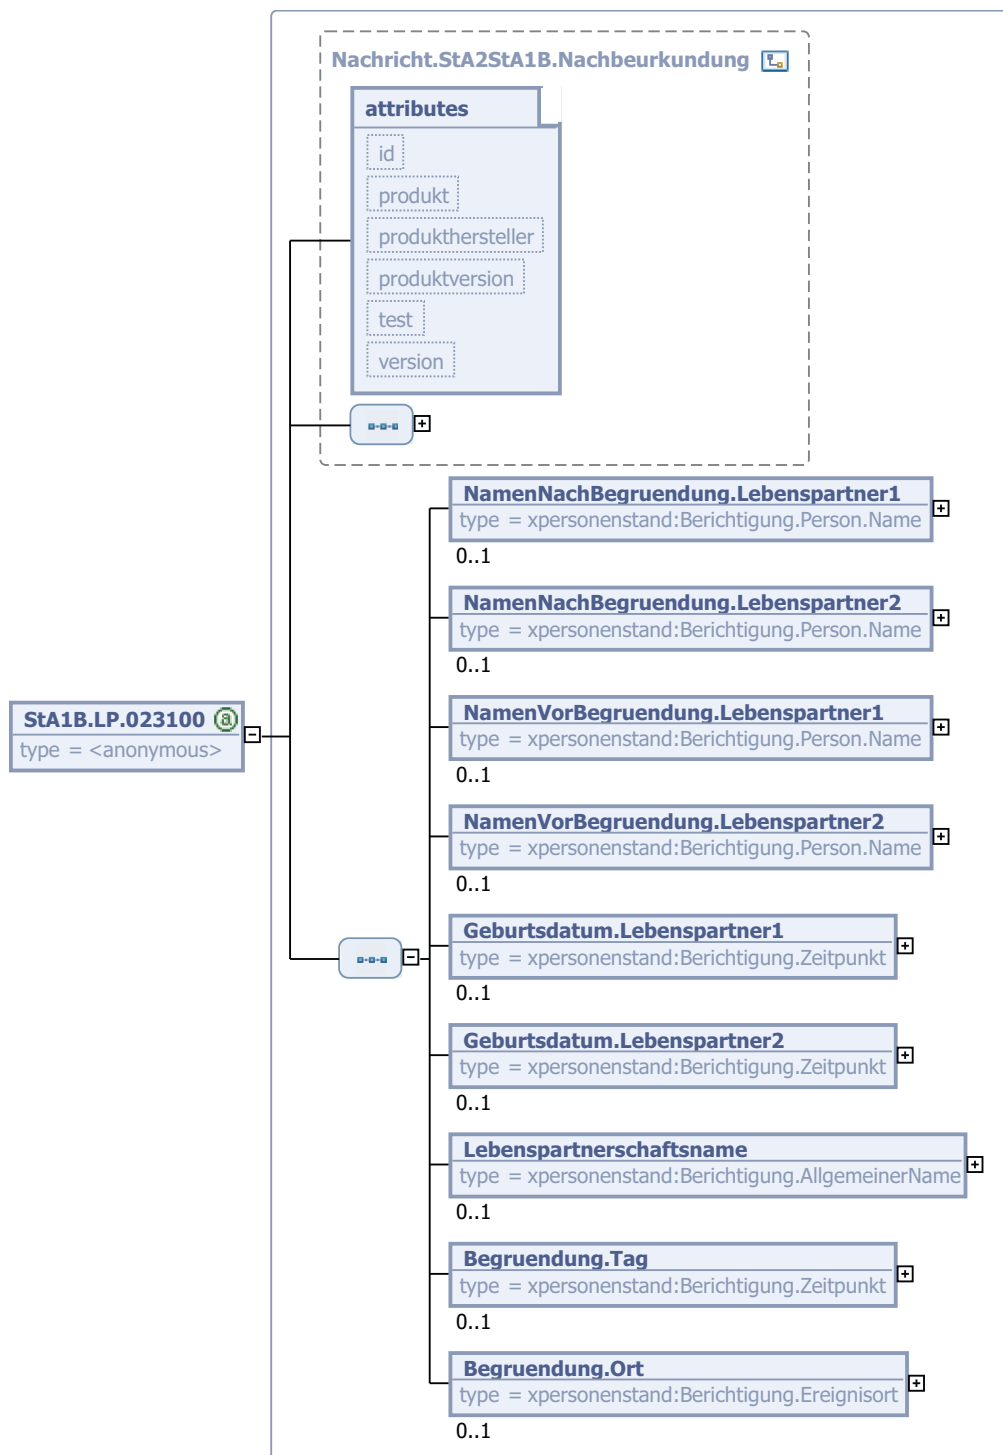 Nachricht.StA2StA1B.Nachbeurkundung
attributes
id
produkt
produkthersteller
produktversion
test
version
NamenNachBegruendung.Lebenspartner1
type = xpersonenstand:Berichtigung.Person.Name
0..1
NamenNachBegruendung.Lebenspartner2
type = xpersonenstand:Berichtigung.Person.Name
0..1
StA1B.LP.023100 @
type = <anonymous>
NamenVorBegruendung.Lebenspartner1
type = xpersonenstand:Berichtigung.Person.Name
0..1
NamenVorBegruendung.Lebenspartner2
type = xpersonenstand:Berichtigung.Person.Name
0..1
Geburtsdatum.Lebenspartner1
type = xpersonenstand:Berichtigung.Zeitpunkt
0..1
Geburtsdatum.Lebenspartner2
type = xpersonenstand:Berichtigung.Zeitpunkt
0..1
Lebenspartnerschaftsname
type = xpersonenstand:Berichtigung.AllgemeinerName
0..1
Begruendung.Tag
type = xpersonenstand:Berichtigung.Zeitpunkt
0..1
Begruendung.Ort
type = xpersonenstand:Berichtigung.Ereignisort
0..1